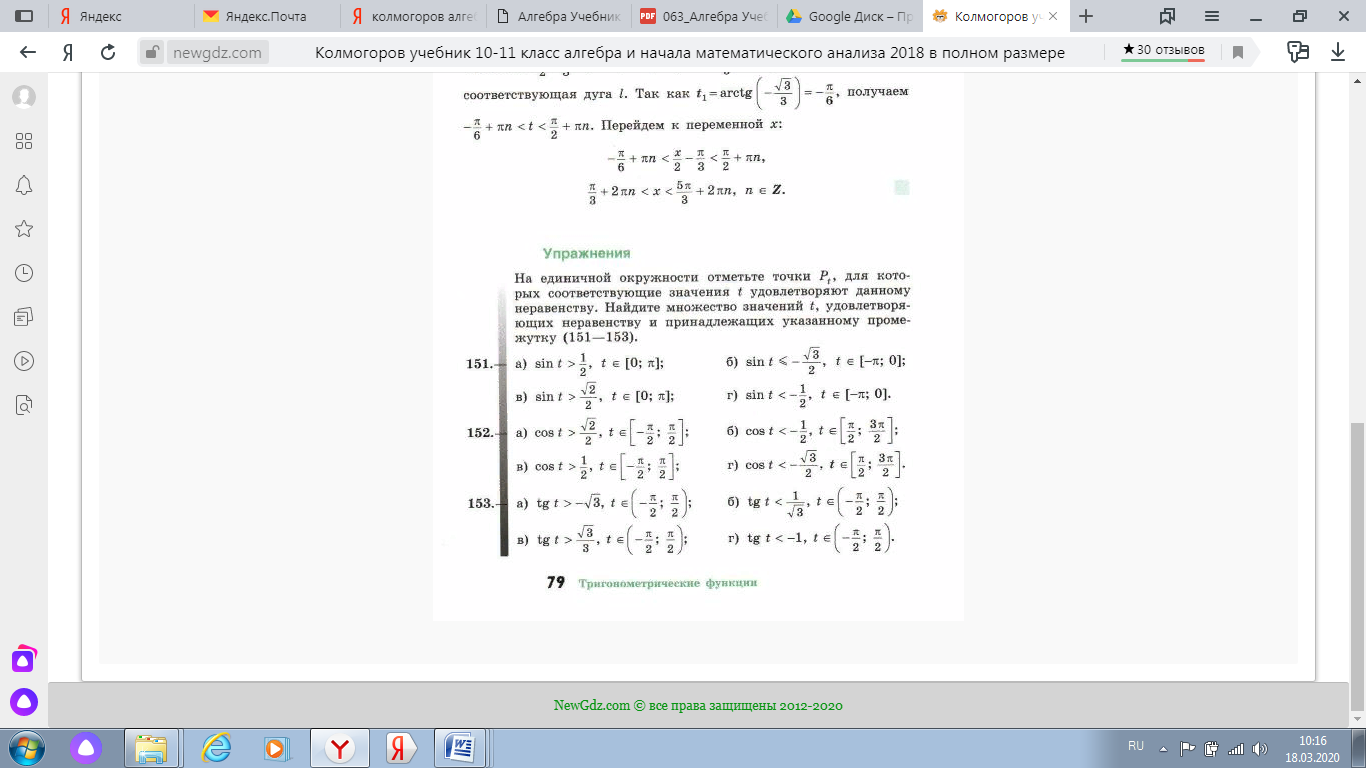 Яндекс
Яндекс.Почта
колмогоров алге
Алгебра Учебник
063_Алгебра Учеб
Google Диск – Пр
Колмогоров уч
newgdz.com
Колмогоров учебник 10-11 класс алгебра и начала математического анализа 2018 в полном размере
★30 отзывов
соответствующая дуга l. Так как t₁ = arctg (−√3/3) = −π/6, получаем
−π/6 + πn < t < π/2 + πn. Перейдем к переменной x:
−π/6 + πn < x/2 − π/3 < π/2 + πn,
π/3 + 2πn < x < 5π/3 + 2πn, n ∈ Z.
Упражнения
На единичной окружности отметьте точки Pₜ, для кото-
рых соответствующие значения t удовлетворяют данному
неравенству. Найдите множество значений t, удовлетворя-
ющих неравенству и принадлежащих указанному проме-
жутку (151—153).
151. а) sin t > 1/2, t ∈ [0; π]; б) sin t ⩽ −√3/2, t ∈ [−π; 0];
в) sin t > √2/2, t ∈ [0; π]; г) sin t < −1/2, t ∈ [−π; 0].
152. а) cos t > √2/2, t ∈ [−π/2; π/2]; б) cos t < −1/2, t ∈ [π/2; 3π/2];
в) cos t > 1/2, t ∈ [−π/2; π/2]; г) cos t < −√3/2, t ∈ [π/2; 3π/2].
153. а) tg t > −√3, t ∈ (−π/2; π/2); б) tg t < 1/√3, t ∈ (−π/2; π/2);
в) tg t > √3/3, t ∈ (−π/2; π/2); г) tg t < −1, t ∈ (−π/2; π/2).
79 Тригонометрические функции
NewGdz.com © все права защищены 2012-2020
RU
10:16
18.03.2020